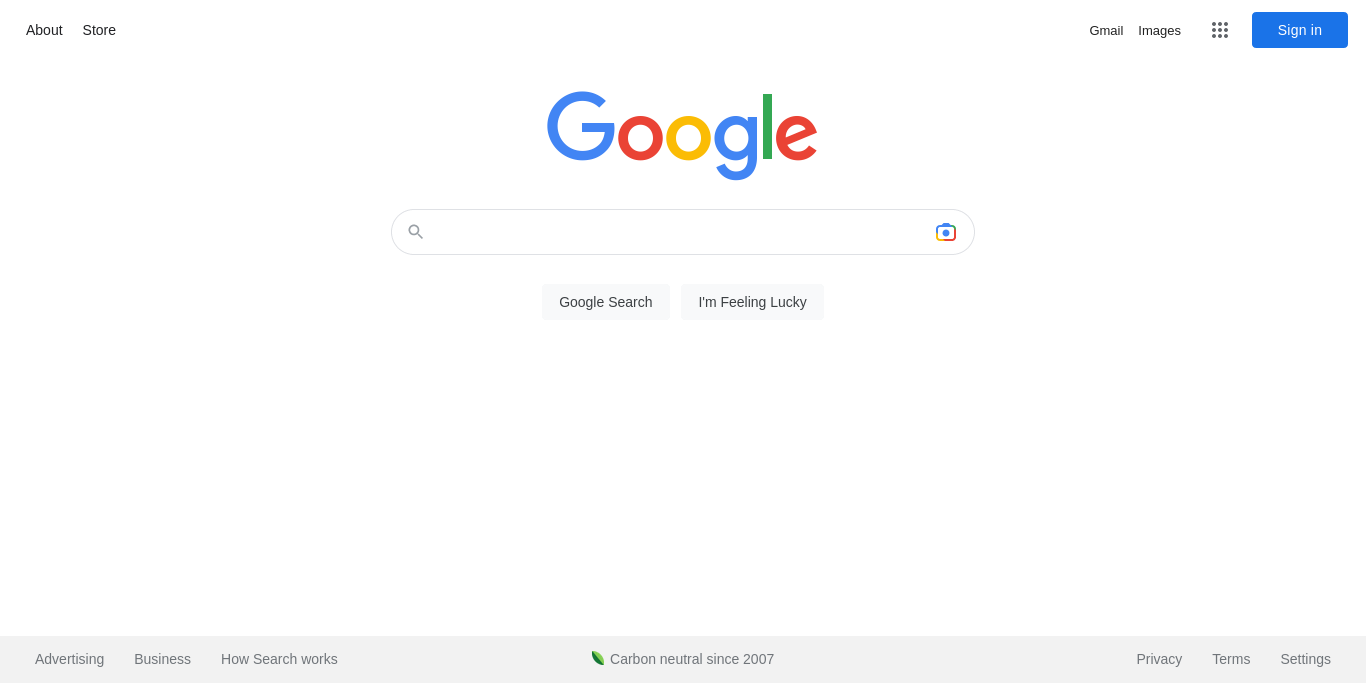 About Store Gmail Images Sign in
Google
Google Search I'm Feeling Lucky
Advertising Business How Search works Carbon neutral since 2007 Privacy Terms Settings